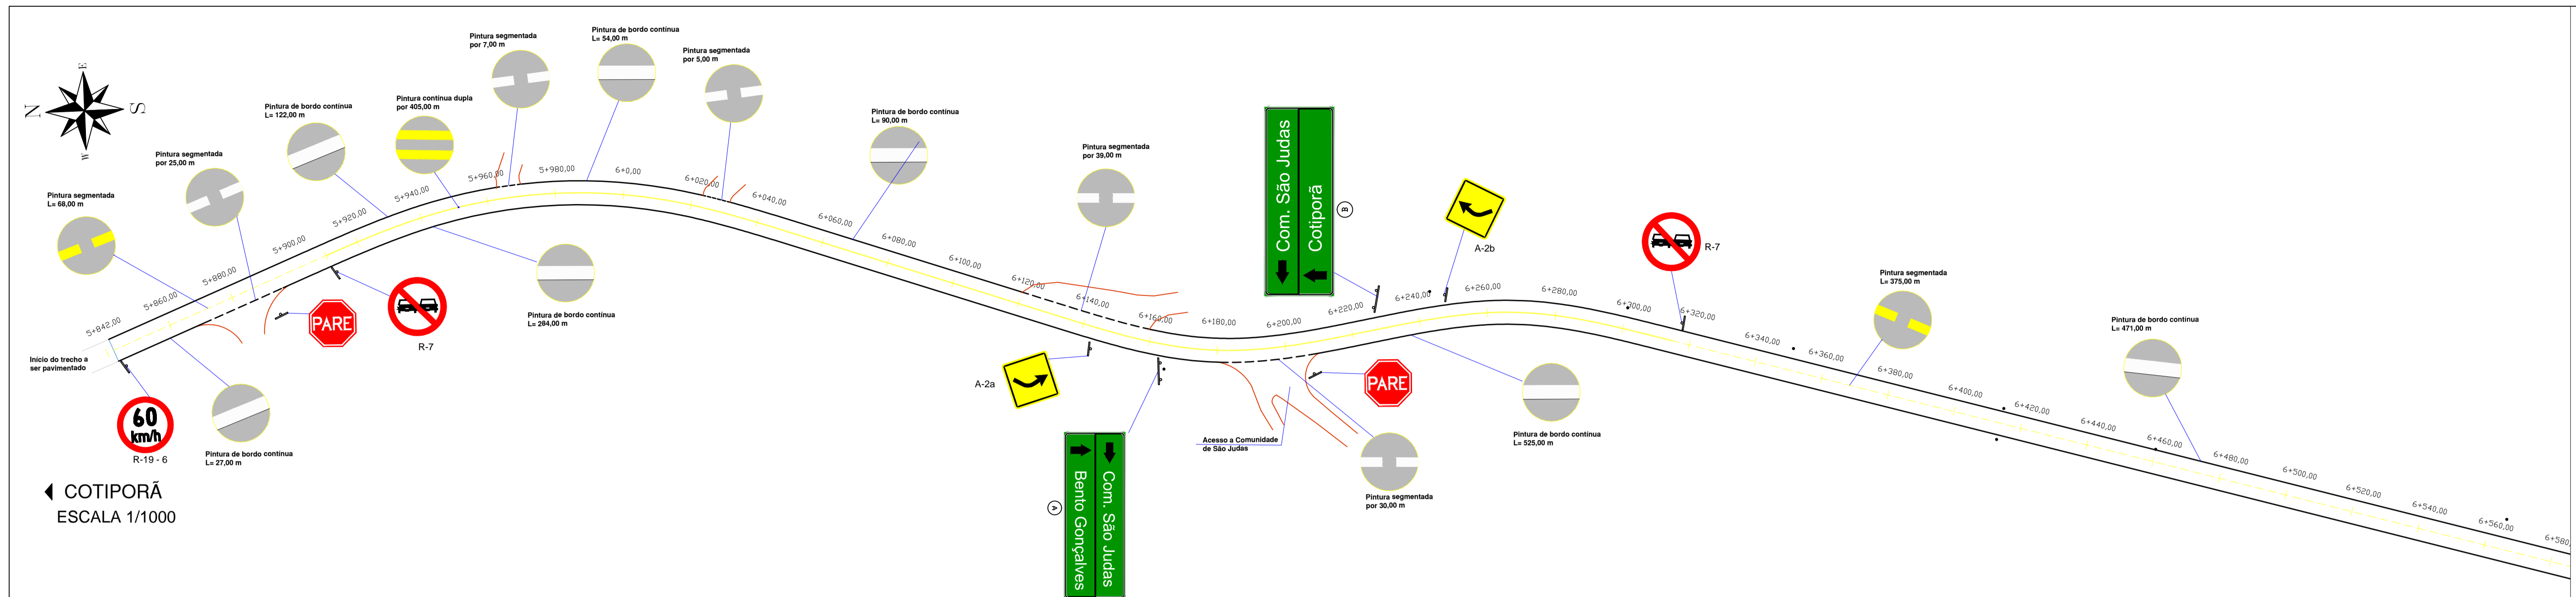 Pintura segmentada
por 7,00 m
Pintura de bordo contínua
L= 54,00 m
Pintura segmentada
por 5,00 m
E
N
S
W
Pintura de bordo contínua
L= 122,00 m
Pintura contínua dupla
por 405,00 m
Pintura de bordo contínua
L= 90,00 m
Pintura segmentada
por 25,00 m
Pintura segmentada
por 39,00 m
Pintura segmentada
L= 68,00 m
5+842,00
5+860,00
5+880,00
5+900,00
5+920,00
5+940,00
5+960,00
5+980,00
6+0,00
6+020,00
6+040,00
6+060,00
6+080,00
6+100,00
6+120,00
6+140,00
6+160,00
6+180,00
6+200,00
6+220,00
6+240,00
6+260,00
6+280,00
6+300,00
6+320,00
6+340,00
6+360,00
6+380,00
6+400,00
6+420,00
6+440,00
6+460,00
6+480,00
6+500,00
6+520,00
6+540,00
6+560,00
6+580,
Com. São Judas
Cotiporã
B
A-2b
R-7
Pintura segmentada
L= 375,00 m
Pintura de bordo contínua
L= 471,00 m
Início do trecho a
ser pavimentado
PARE
R-7
Pintura de bordo contínua
L= 284,00 m
A-2a
PARE
60
km/h
R-19 - 6
Pintura de bordo contínua
L= 27,00 m
Com. São Judas
Bento Gonçalves
A
Acesso a Comunidade
de São Judas
Pintura de bordo contínua
L= 525,00 m
Pintura segmentada
por 30,00 m
COTIPORÃ
ESCALA 1/1000